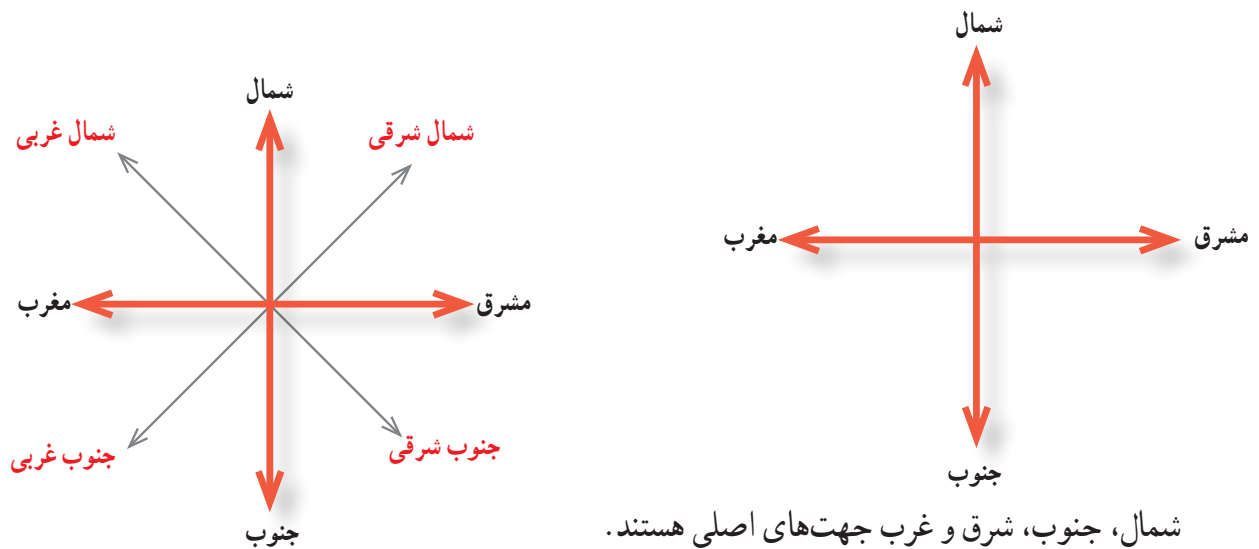 شمال
مشرق
مغرب
جنوب
شمال، جنوب، شرق و غرب جهت‌های اصلی هستند.
شمال
شمال شرقی
شمال غربی
مشرق
مغرب
جنوب شرقی
جنوب غربی
جنوب